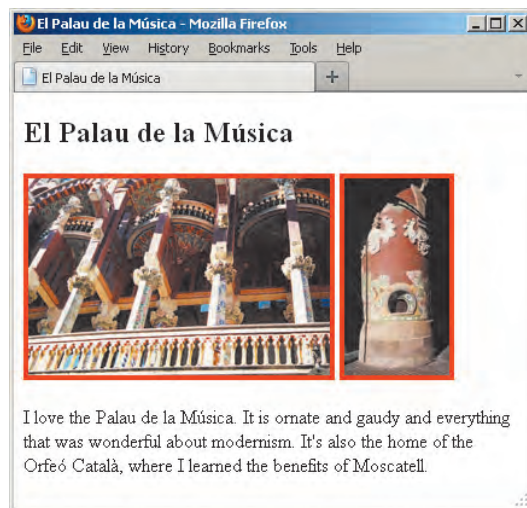 El Palau de la Música - Mozilla Firefox
File Edit View History Bookmarks Tools Help
El Palau de la Música
El Palau de la Música
I love the Palau de la Música. It is ornate and gaudy and everything
that was wonderful about modernism. It's also the home of the
Orfeó Català, where I learned the benefits of Moscatell.